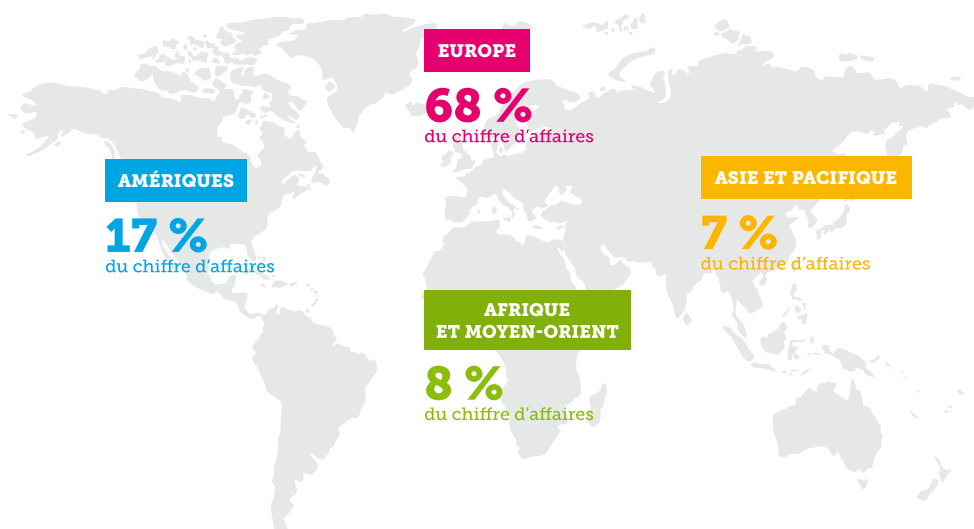 EUROPE
68 %
du chiffre d’affaires
AMÉRIQUES
17 %
du chiffre d’affaires
ASIE ET PACIFIQUE
7 %
du chiffre d’affaires
AFRIQUE
ET MOYEN-ORIENT
8 %
du chiffre d’affaires